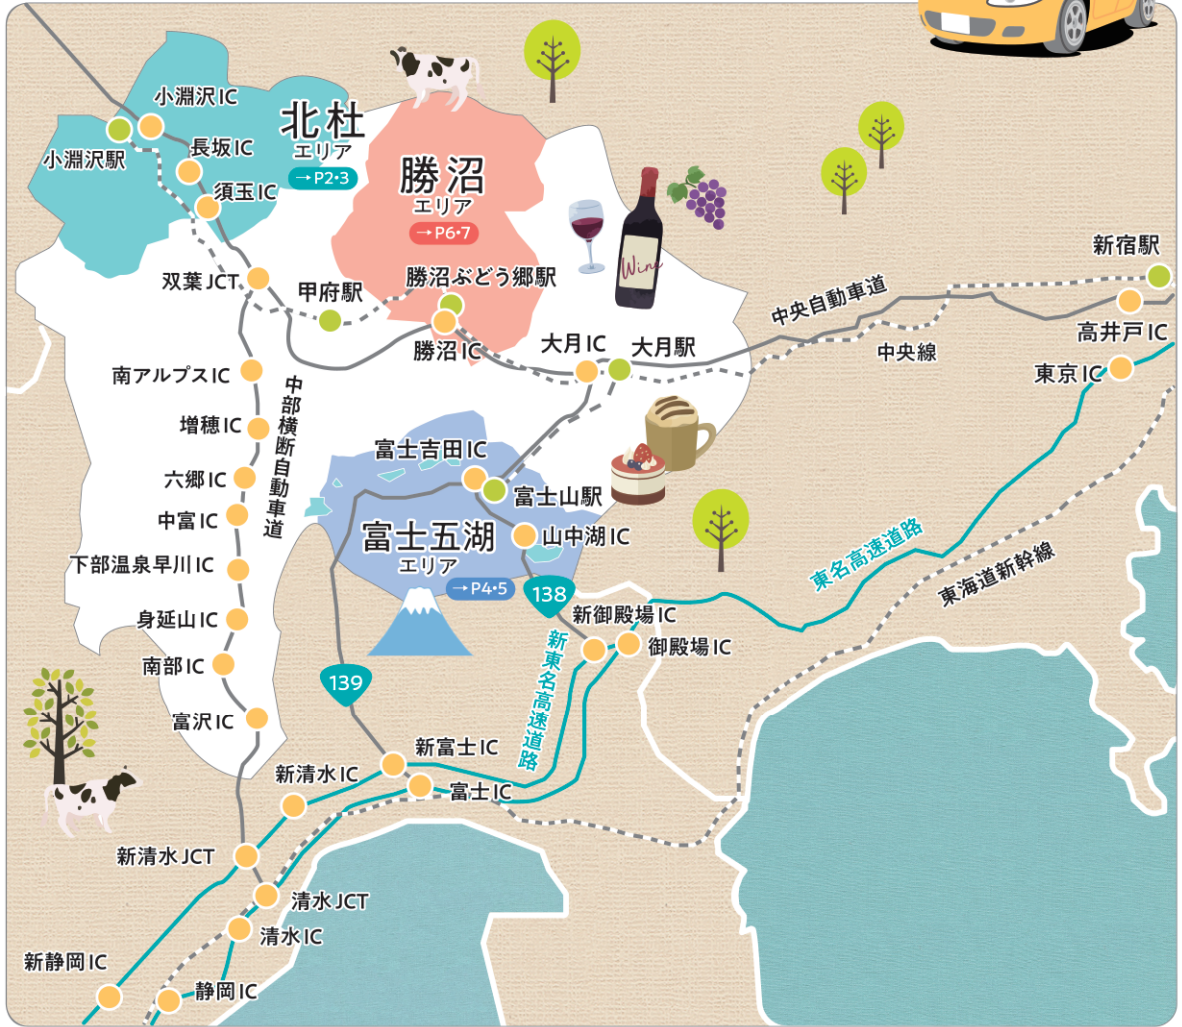 小淵沢IC
小淵沢駅
長坂IC
須玉IC
北杜
エリア
→P2・3
勝沼
エリア
→P6・7
Wine
双葉JCT
甲府駅
勝沼ぶどう郷駅
勝沼IC
大月IC
大月駅
中央自動車道
中央線
新宿駅
高井戸IC
東京IC
南アルプスIC
増穂IC
六郷IC
中富IC
下部温泉早川IC
身延山IC
南部IC
富沢IC
中部横断自動車道
富士吉田IC
富士山駅
富士五湖
エリア
→P4・5
山中湖IC
138
139
新御殿場IC
御殿場IC
東名高速道路
東海道新幹線
新東名高速道路
新富士IC
富士IC
新清水IC
新清水JCT
清水JCT
清水IC
新静岡IC
静岡IC